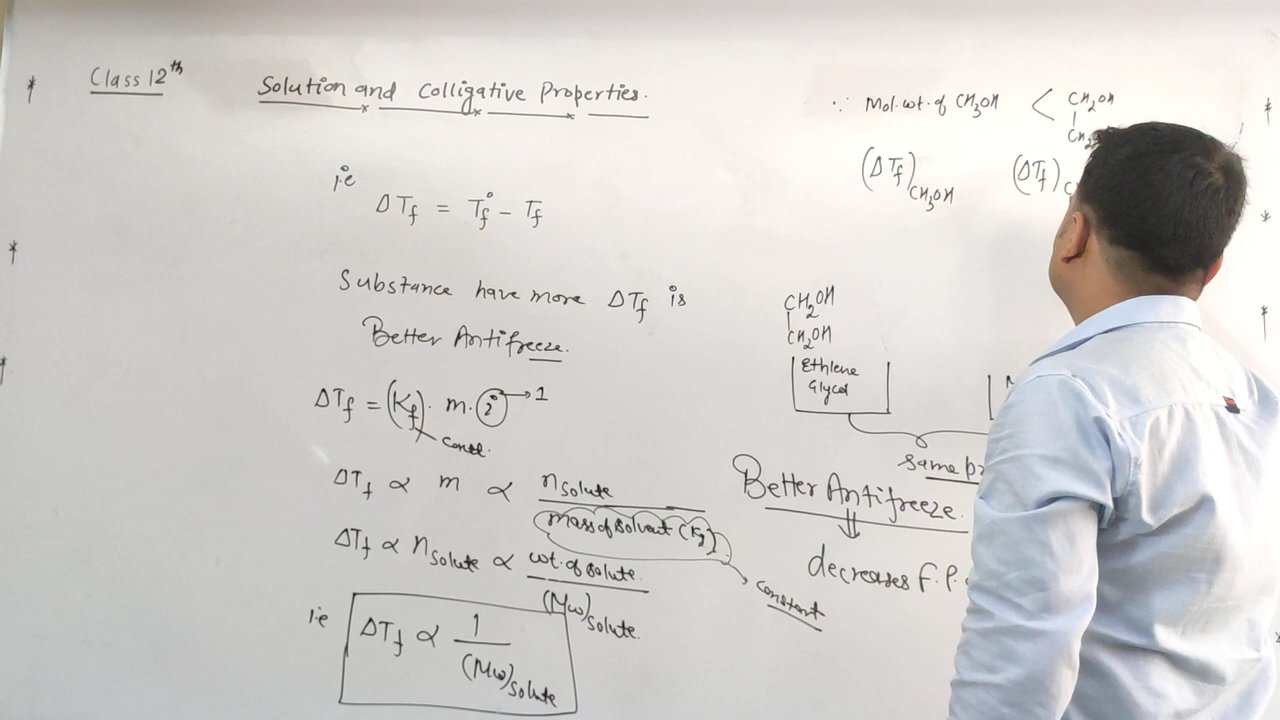 Class 12th
Solution and Colligative Properties.
i.e
ΔTf = Tf° - Tf
Substance have more ΔTf is
Better Antifreeze.
ΔTf = (Kf). m. i → 1
const.
ΔTf ∝ m ∝ nsolute / mass of solvent (Kg)
constant
ΔTf ∝ nsolute ∝ wt. of solute. / (Mw)solute.
i.e ΔTf ∝ 1 / (Mw)solute
∵ Mol. wt. of CH3OH < CH2OH
(ΔTf)CH3OH (ΔTf)
CH2OH
CH2OH
Ethlene
Glycol
same
Better Antifreeze.
⇓
decreases F.P.